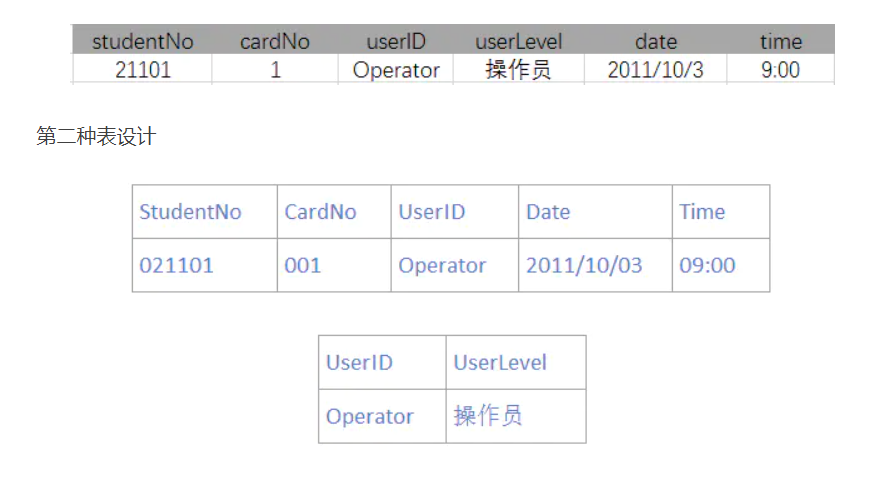 studentNo cardNo userID userLevel date time
21101 1 Operator 操作员 2011/10/3 9:00
第二种表设计
StudentNo CardNo UserID Date Time
021101 001 Operator 2011/10/03 09:00
UserID UserLevel
Operator 操作员